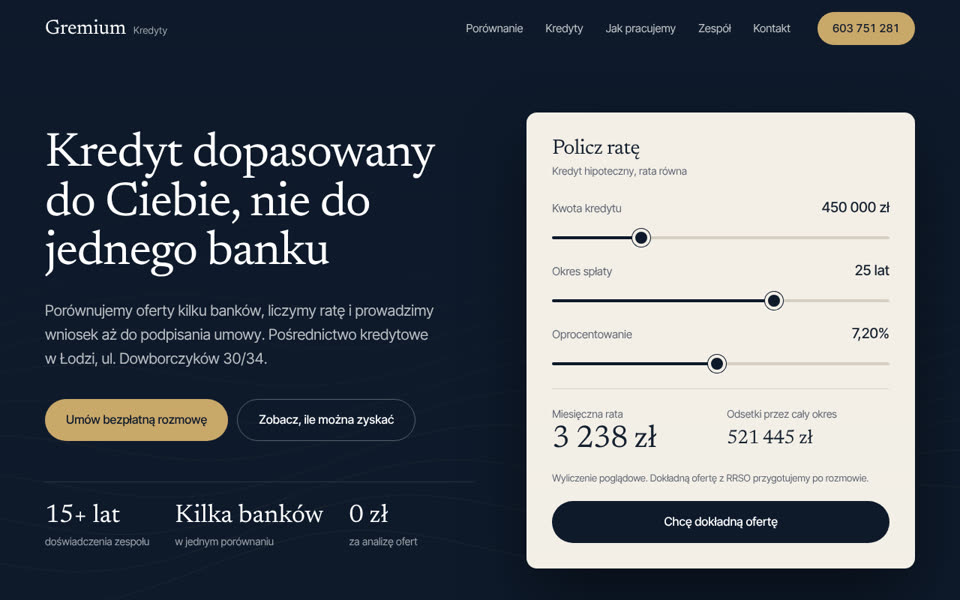 Gremium Kredyty
Porównanie Kredyty Jak pracujemy Zespół Kontakt 603 751 281
Kredyt dopasowany
do Ciebie, nie do
jednego banku
Porównujemy oferty kilku banków, liczymy ratę i prowadzimy
wniosek aż do podpisania umowy. Pośrednictwo kredytowe
w Łodzi, ul. Dowborczyków 30/34.
Umów bezpłatną rozmowę Zobacz, ile można zyskać
15+ lat Kilka banków 0 zł
doświadczenia zespołu w jednym porównaniu za analizę ofert
Policz ratę
Kredyt hipoteczny, rata równa
Kwota kredytu 450 000 zł
Okres spłaty 25 lat
Oprocentowanie 7,20%
Miesięczna rata Odsetki przez cały okres
3 238 zł 521 445 zł
Wyliczenie poglądowe. Dokładną ofertę z RRSO przygotujemy po rozmowie.
Chcę dokładną ofertę